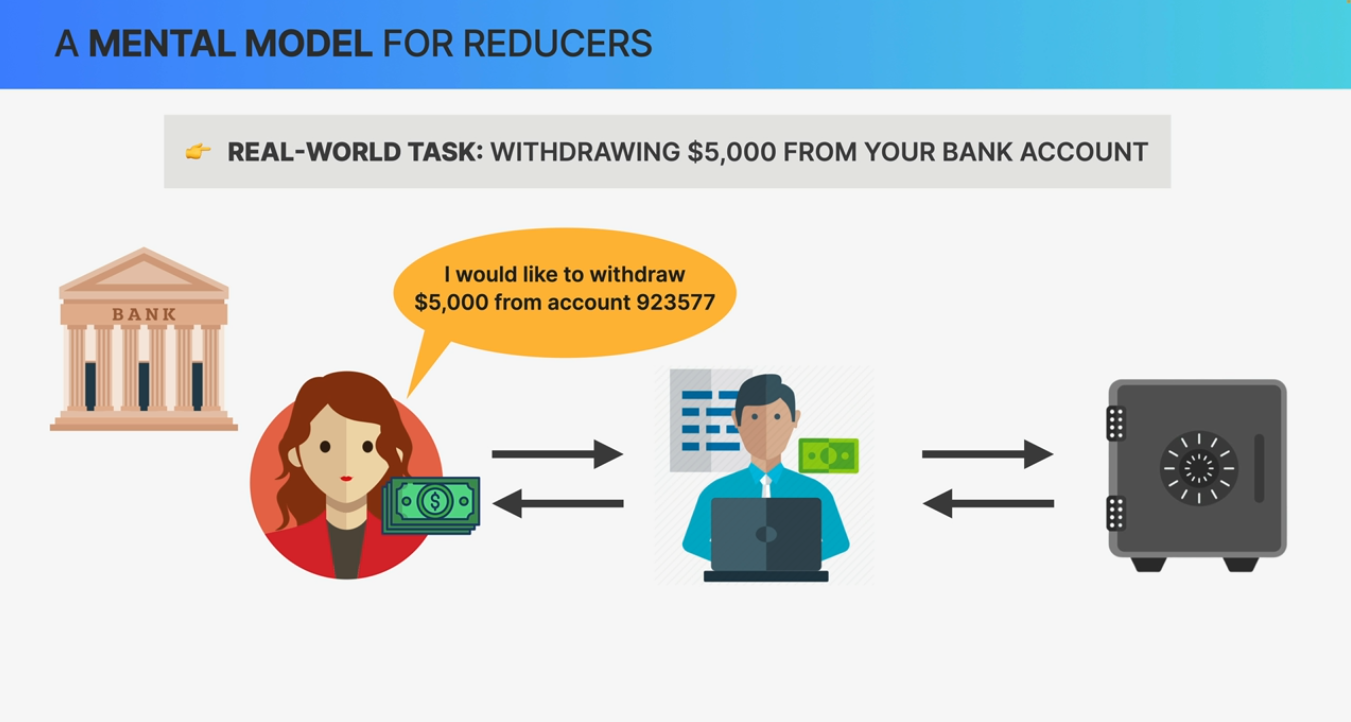 A MENTAL MODEL FOR REDUCERS
👉 REAL-WORLD TASK: WITHDRAWING $5,000 FROM YOUR BANK ACCOUNT
I would like to withdraw
$5,000 from account 923577
BANK
$